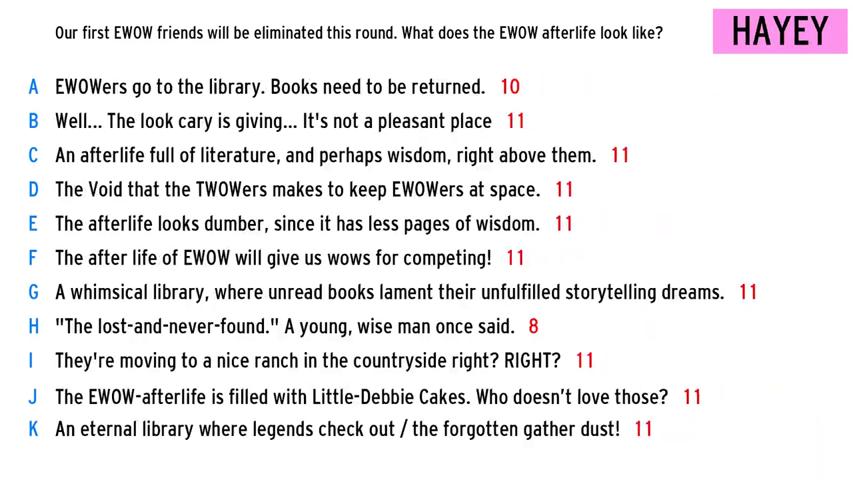 Our first EWOW friends will be eliminated this round. What does the EWOW afterlife look like?
HAYEY
A EWOWers go to the library. Books need to be returned. 10
B Well... The look cary is giving... It's not a pleasant place 11
C An afterlife full of literature, and perhaps wisdom, right above them. 11
D The Void that the TWOWers makes to keep EWOWers at space. 11
E The afterlife looks dumber, since it has less pages of wisdom. 11
F The after life of EWOW will give us wows for competing! 11
G A whimsical library, where unread books lament their unfulfilled storytelling dreams. 11
H "The lost-and-never-found." A young, wise man once said. 8
I They're moving to a nice ranch in the countryside right? RIGHT? 11
J The EWOW-afterlife is filled with Little-Debbie Cakes. Who doesn’t love those? 11
K An eternal library where legends check out / the forgotten gather dust! 11